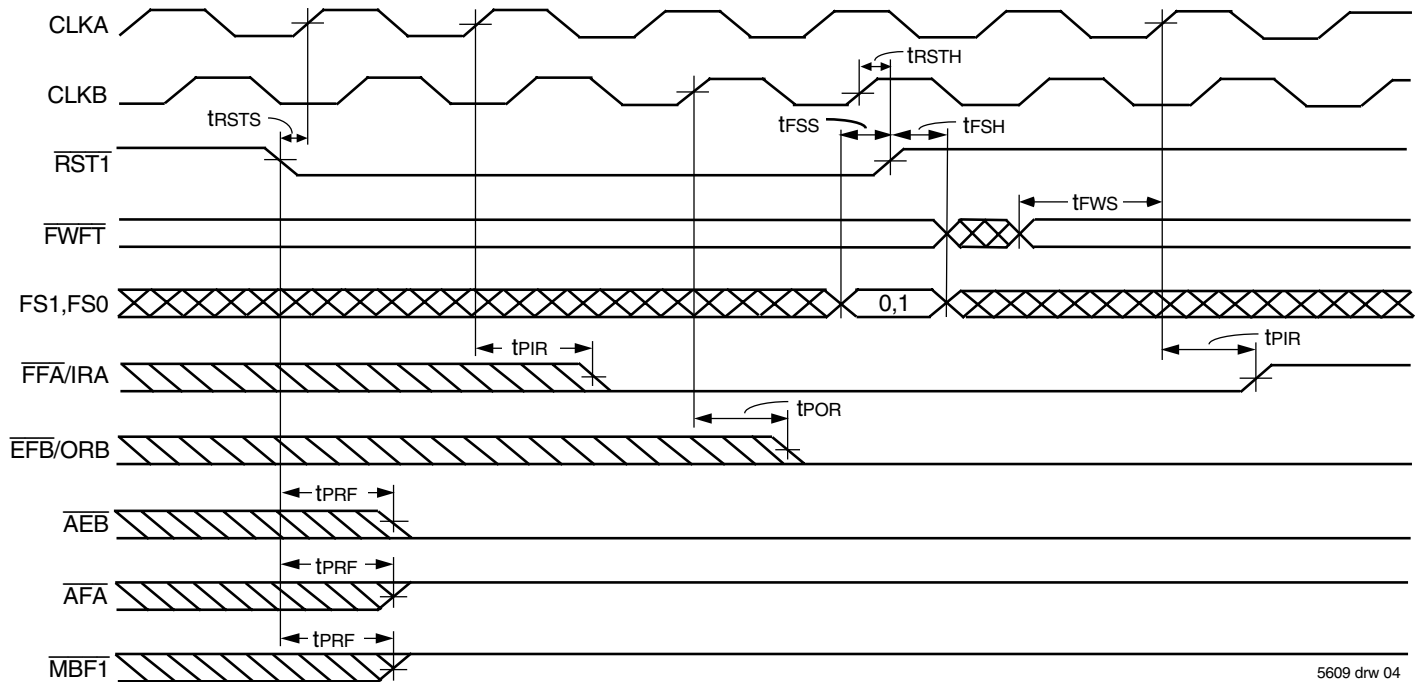 CLKA
tRSTH
CLKB
tRSTS
tFSS
tFSH
RST1
tFWS
FWFT
FS1,FS0
0,1
tPIR
tPIR
FFA/IRA
tPOR
EFB/ORB
tPRF
AEB
tPRF
AFA
tPRF
MBF1
5609 drw 04